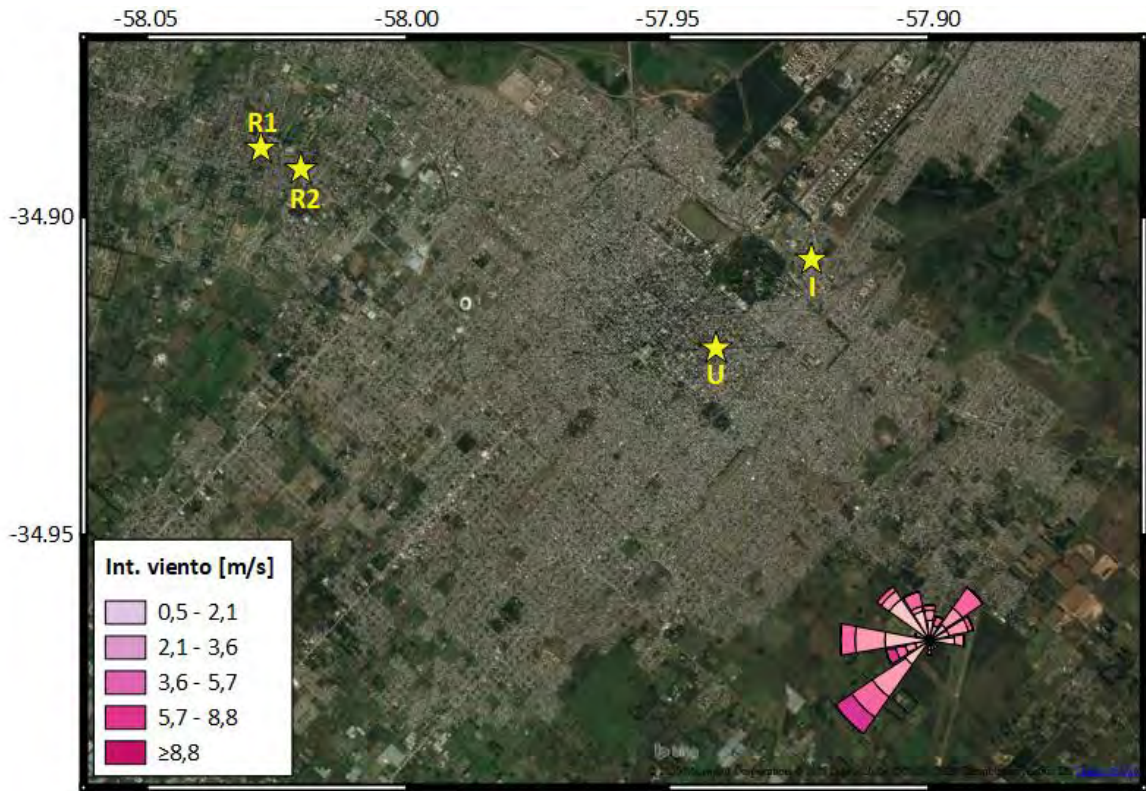 -58.05 -58.00 -57.95 -57.90
R1
R2
-34.90
I
U
-34.95
Int. viento [m/s]
0,5 - 2,1
2,1 - 3,6
3,6 - 5,7
5,7 - 8,8
≥8,8